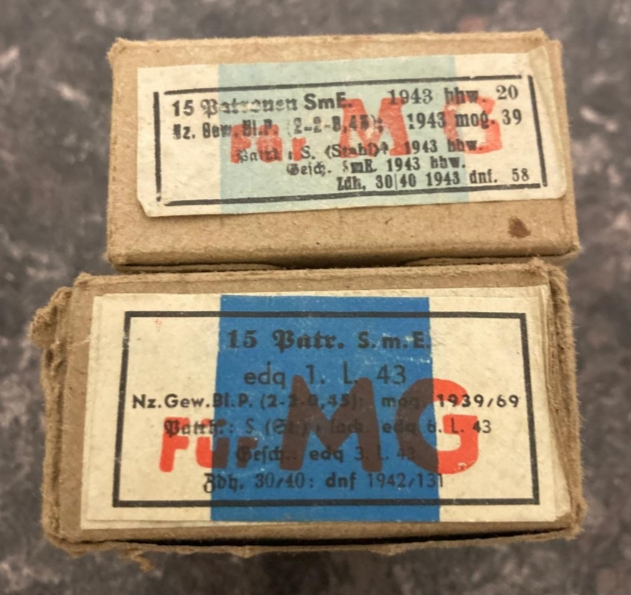 15 Patronen SmE. 1943 hhw. 20
Nz. Gew. Bl. P. (2-2-0,45): 1943 mog. 39
Patrh.: S. (Stahl): 1943 hhw.
Gesch. SmE. 1943 hhw.
Zdh. 30|40 1943 dnf. 58
Für MG
15 Patr. S.m.E.
edq 1. L. 43
Nz.Gew.Bl.P. (2-2-0,45): mog 1939/69
Patrh.: S (St.): lack. edq 6. L. 43
Gesch.: edq 3. L. 43
Zdh. 30/40: dnf 1942/131
Für MG